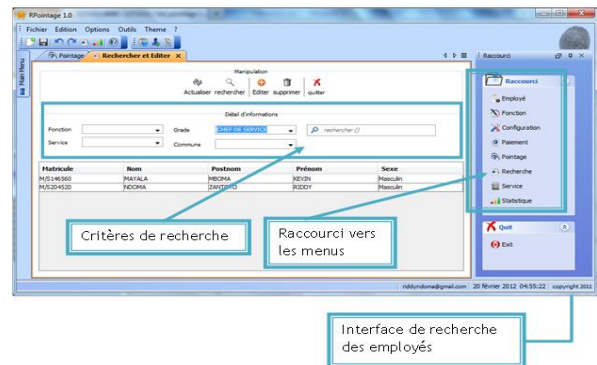 RPointage 1.0
Fichier Edition Options Outils Theme ?
Pointage Rechercher et Editer
Main Menu
Manipulation
Actualiser rechercher Editer supprimer quitter
Détail d'informations
Fonction Grade CHEF DE SERVICE rechercher ()
Service Commune
Matricule Nom Postnom Prénom Sexe
M/S146560 MAYALA MBOMA KEVIN Masculin
M/S204520 NDOMA ZANTOTO RIDDY Masculin
Raccourci
Raccourci
Employé
Fonction
Configuration
Paiement
Pointage
Recherche
Service
Statistique
Quit
Exit
Critères de recherche
Raccourci vers
les menus
riddyndoma@gmail.com 20 février 2012 04:55:22 copyright 2011
Interface de recherche
des employés